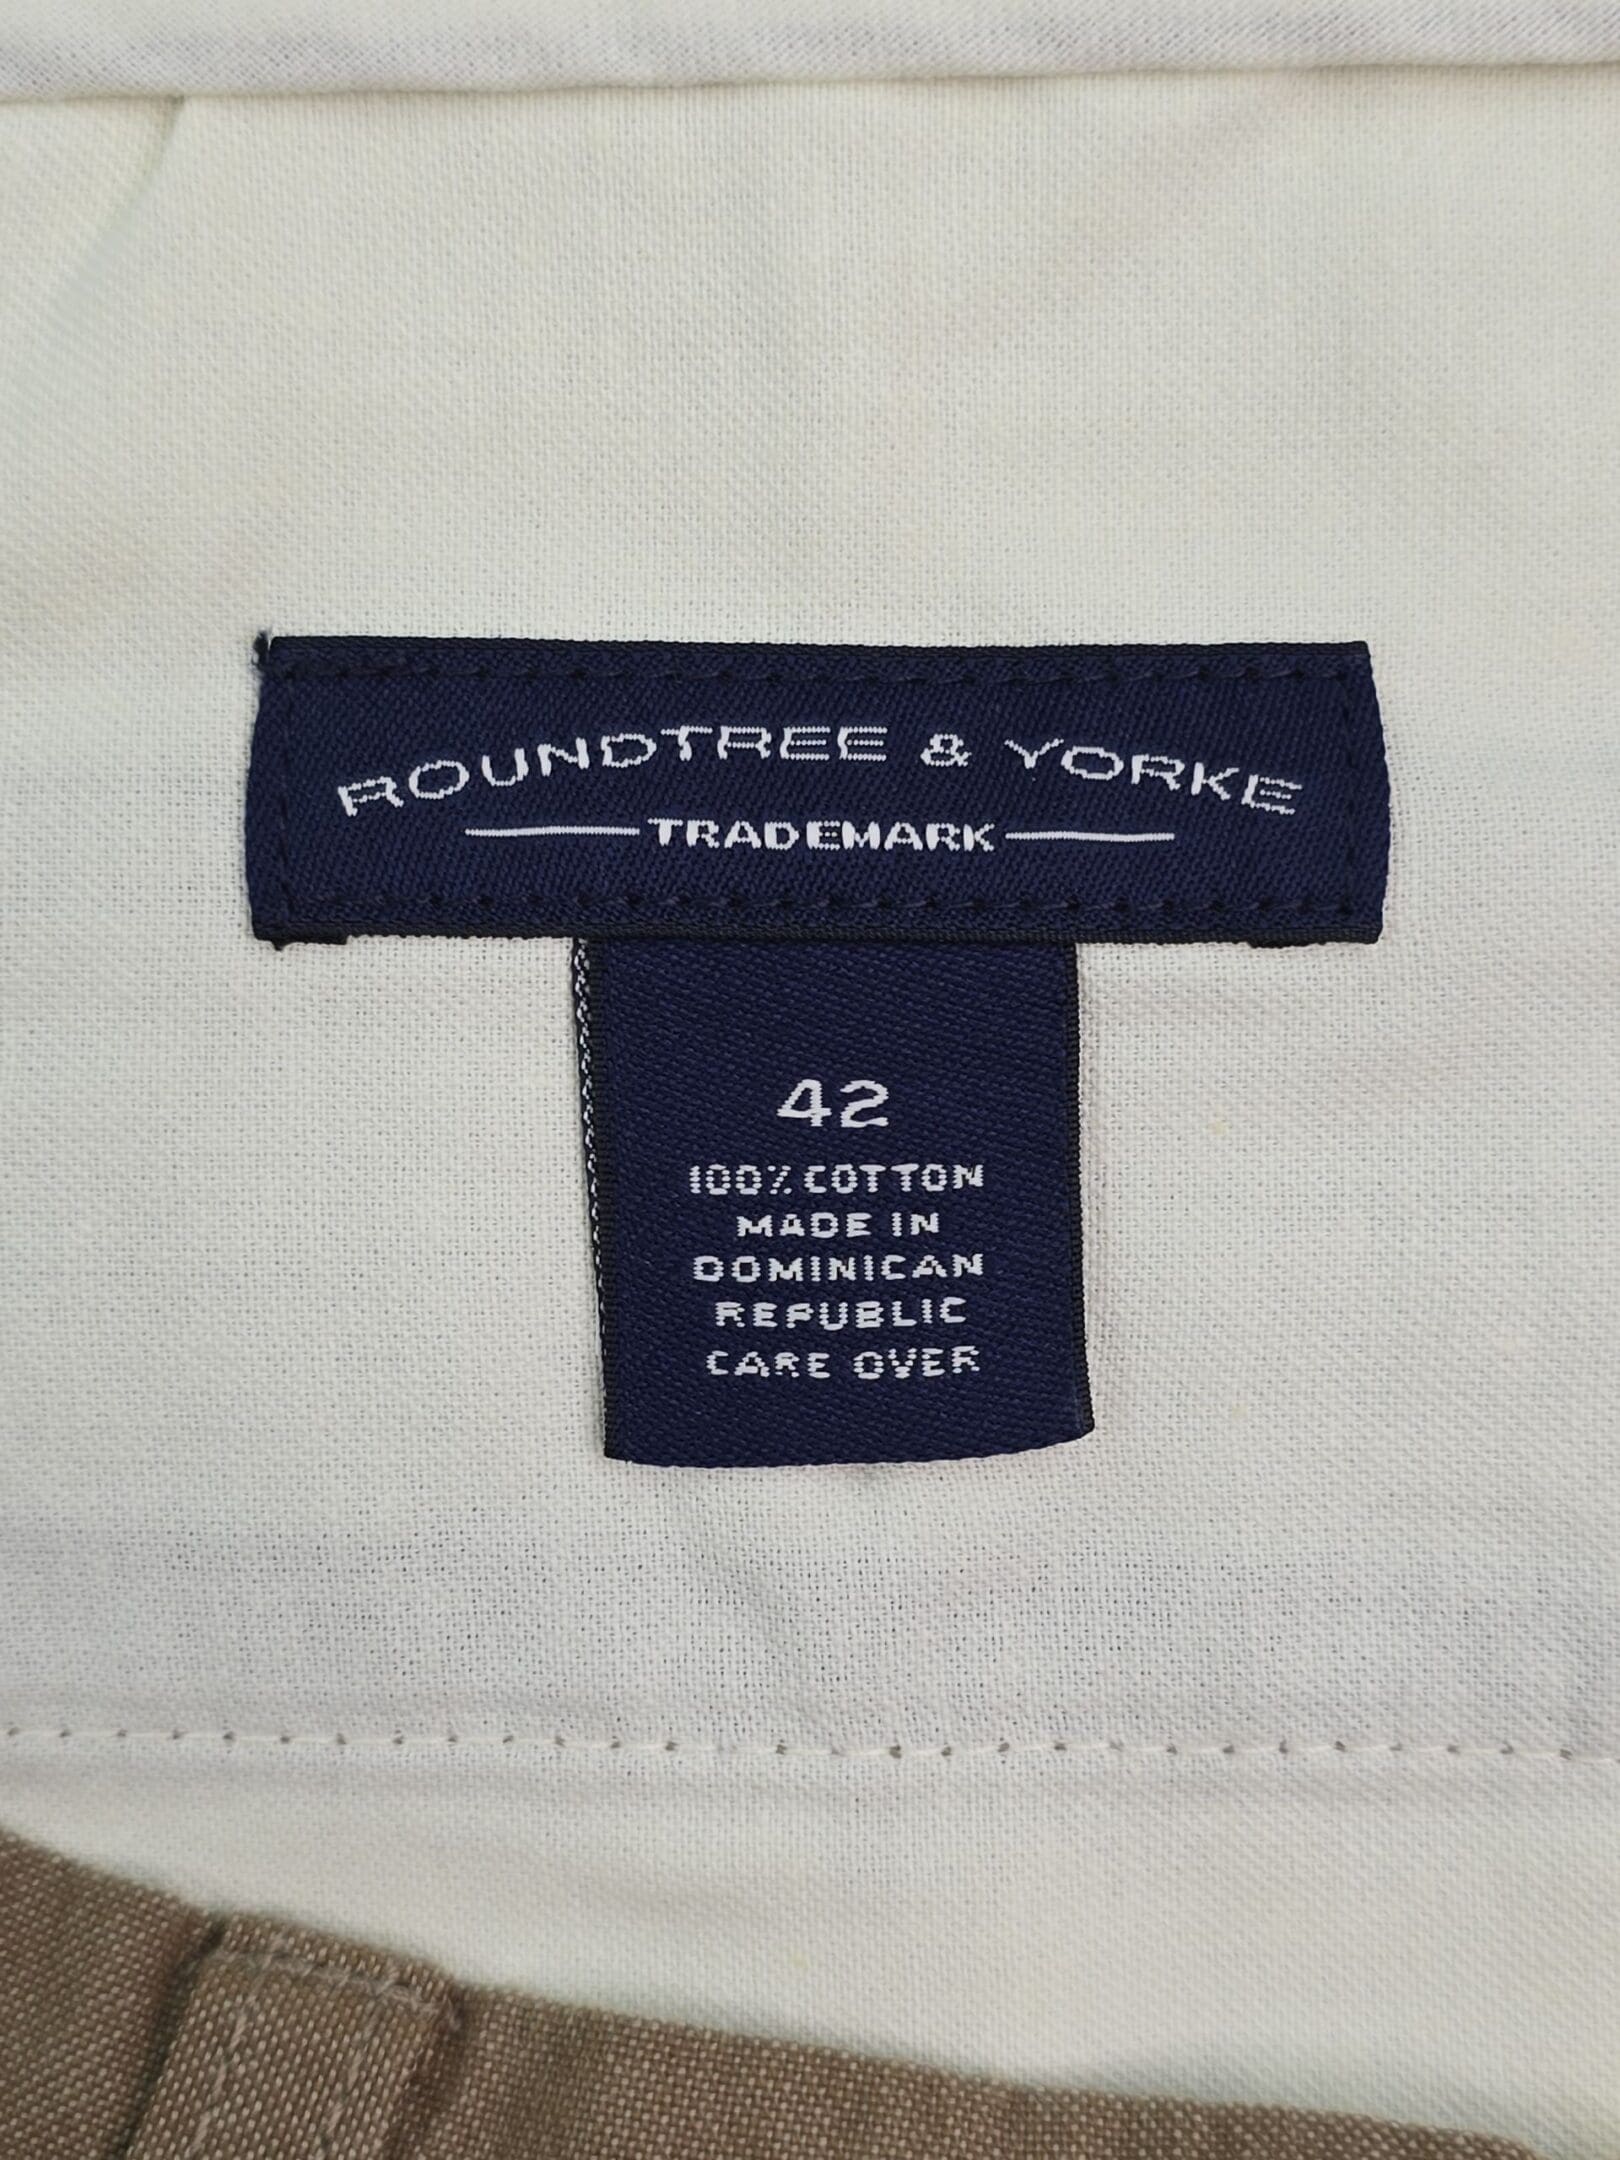 ROUNDTREE & YORKE
TRADEMARK
42
100% COTTON
MADE IN
DOMINICAN
REPUBLIC
CARE OVER